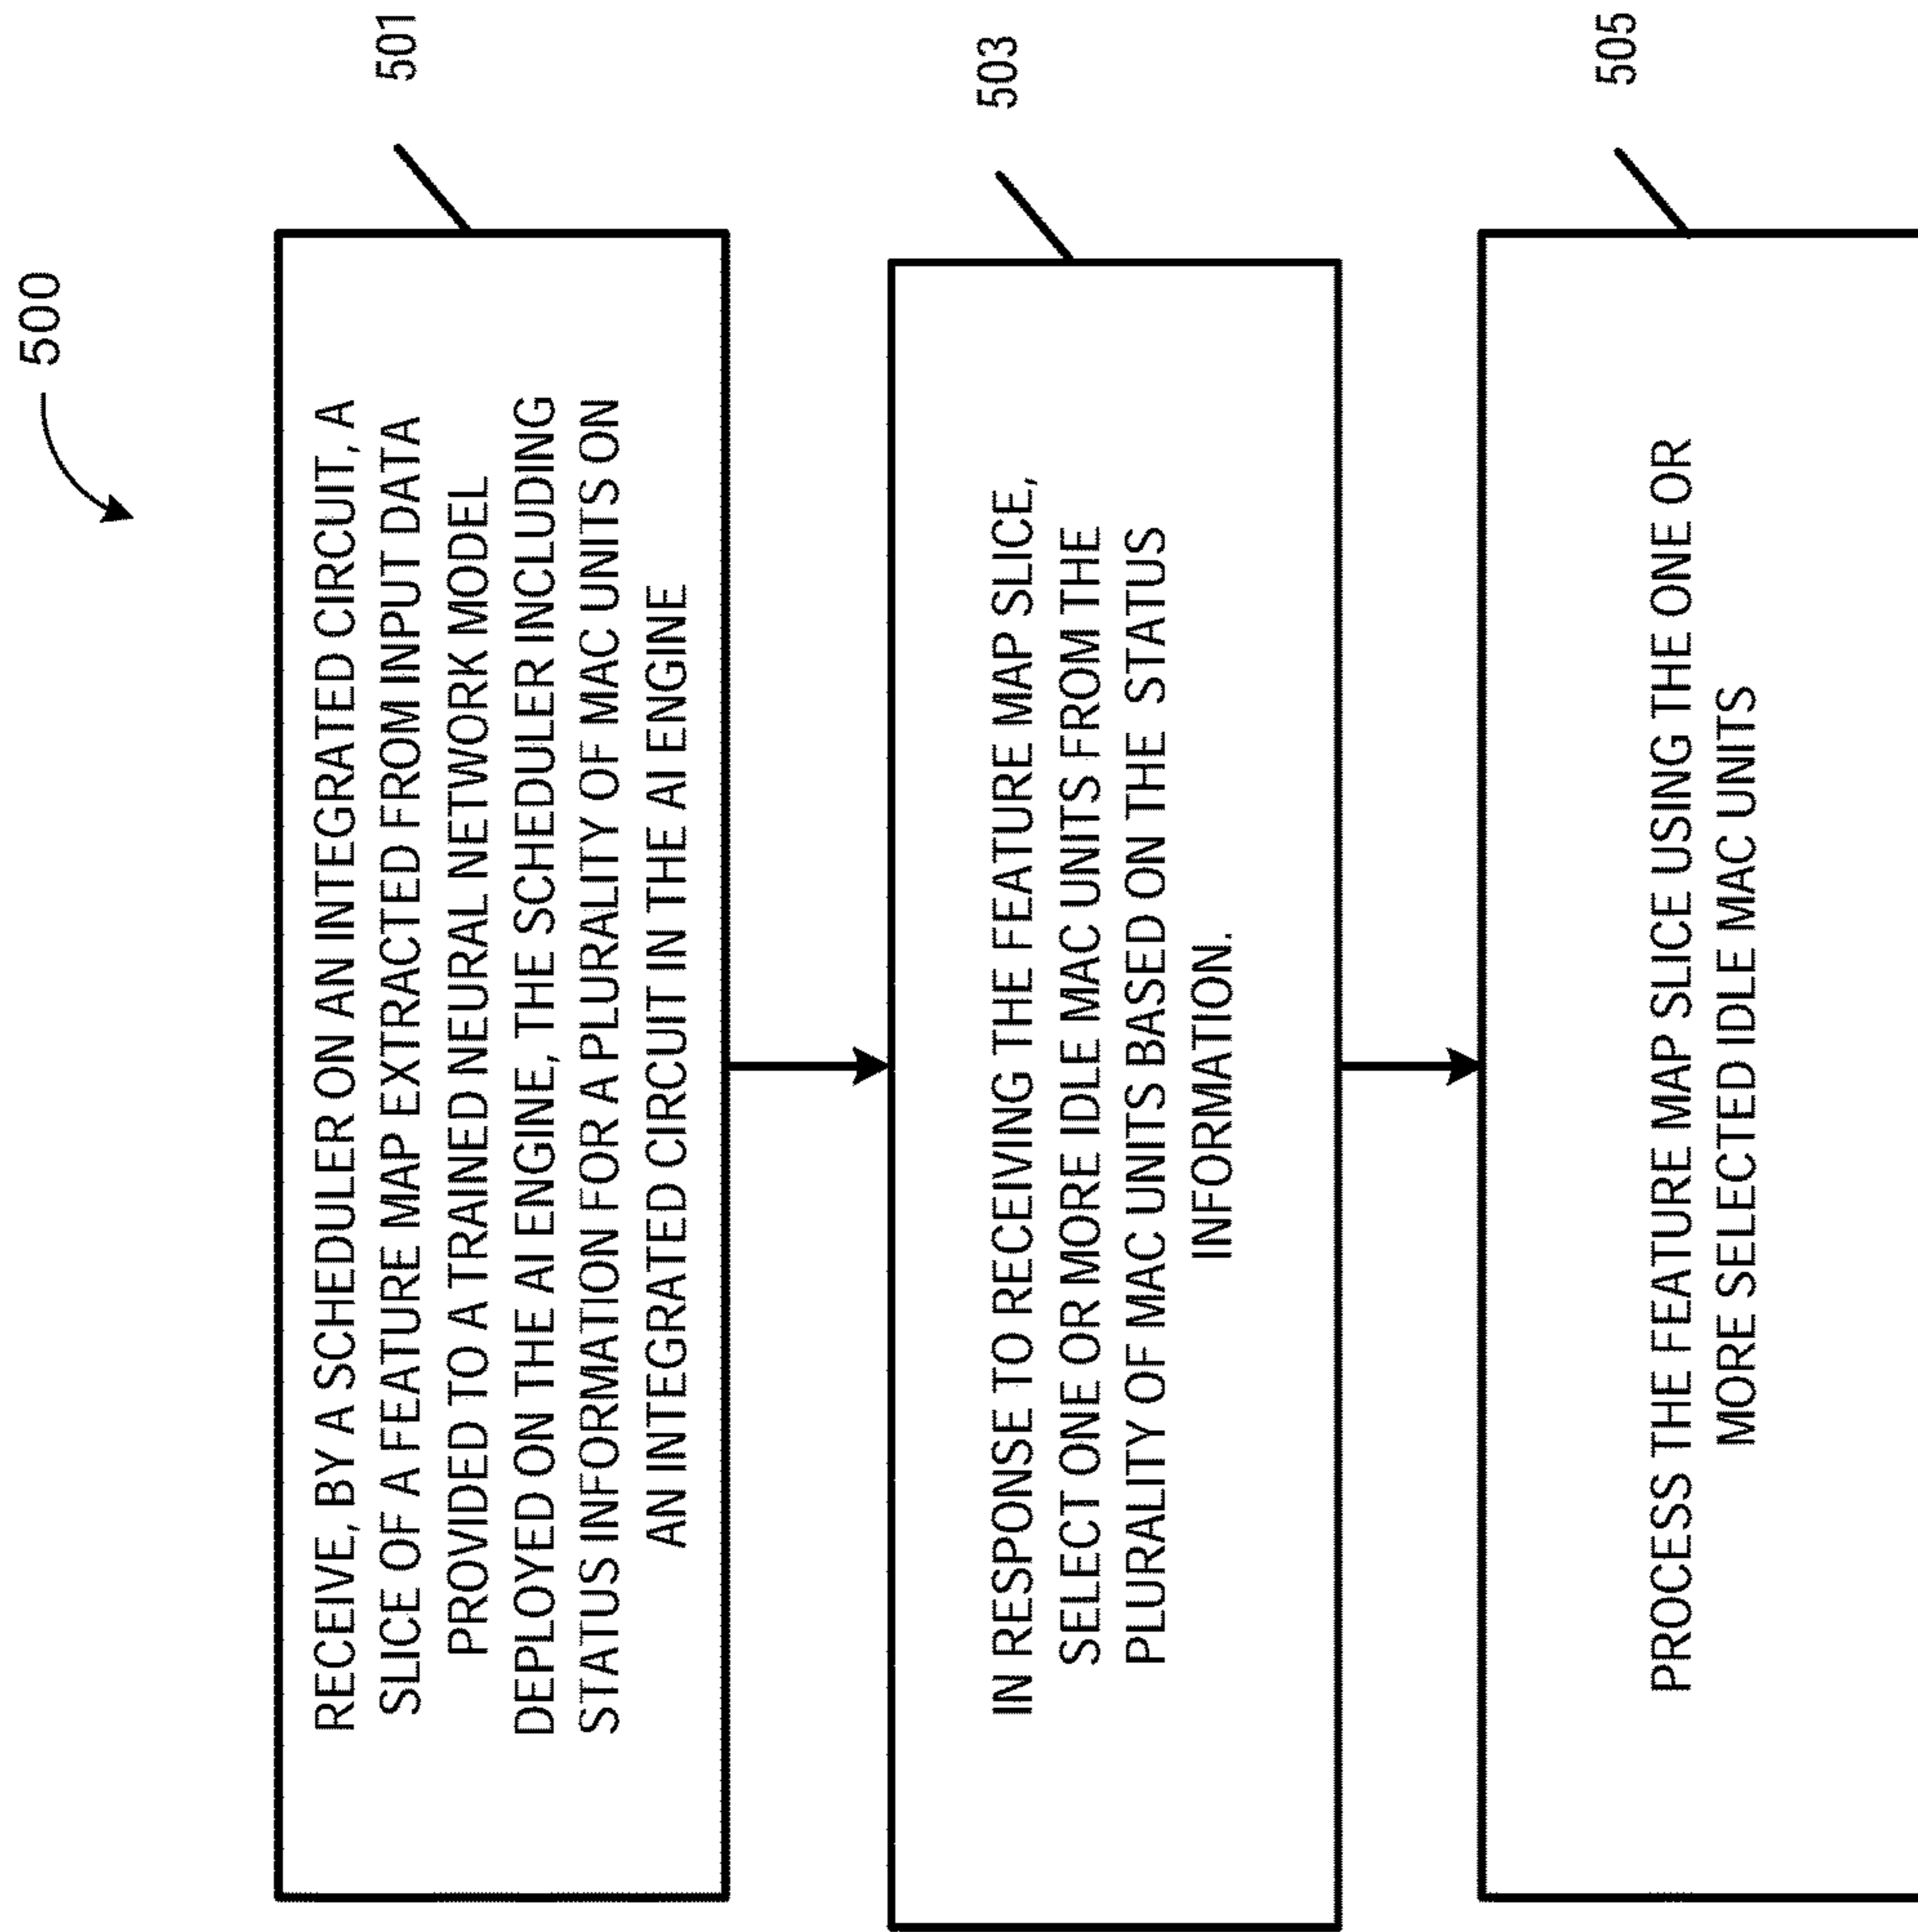 500
501
RECEIVE, BY A SCHEDULER ON AN INTEGRATED CIRCUIT, A
SLICE OF A FEATURE MAP EXTRACTED FROM INPUT DATA
PROVIDED TO A TRAINED NEURAL NETWORK MODEL
DEPLOYED ON THE AI ENGINE, THE SCHEDULER INCLUDING
STATUS INFORMATION FOR A PLURALITY OF MAC UNITS ON
AN INTEGRATED CIRCUIT IN THE AI ENGINE
503
IN RESPONSE TO RECEIVING THE FEATURE MAP SLICE,
SELECT ONE OR MORE IDLE MAC UNITS FROM THE
PLURALITY OF MAC UNITS BASED ON THE STATUS
INFORMATION.
505
PROCESS THE FEATURE MAP SLICE USING THE ONE OR
MORE SELECTED IDLE MAC UNITS